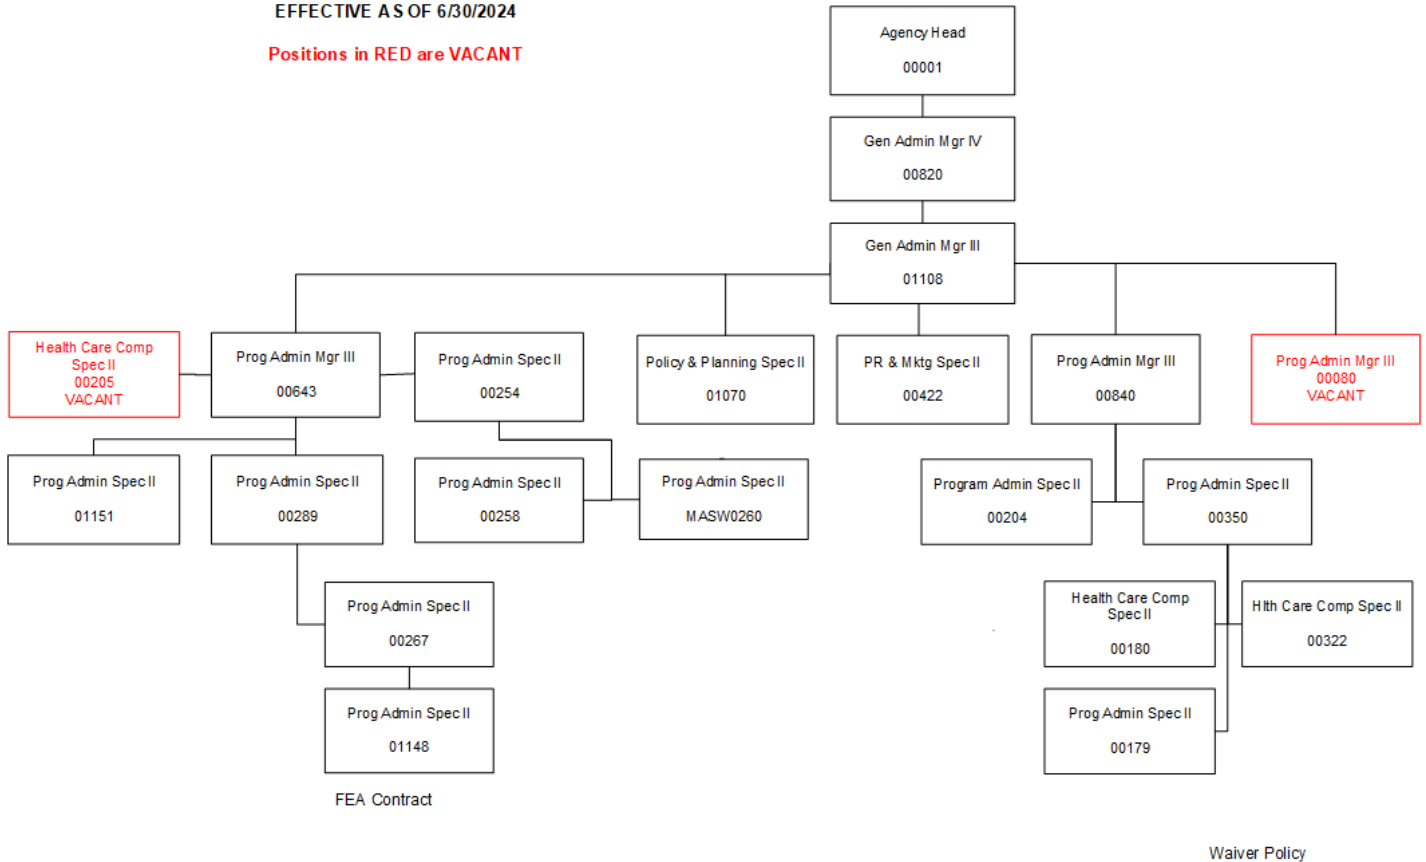 EFFECTIVE AS OF 6/30/2024
Positions in RED are VACANT
Agency Head
00001
Gen Admin Mgr IV
00820
Gen Admin Mgr III
01108
Health Care Comp
Spec II
00205
VACANT
Prog Admin Mgr III
00643
Prog Admin Spec II
00254
Policy & Planning Spec II
01070
PR & Mktg Spec II
00422
Prog Admin Mgr III
00840
Prog Admin Mgr III
00080
VACANT
Prog Admin Spec II
01151
Prog Admin Spec II
00289
Prog Admin Spec II
00258
Prog Admin Spec II
MASW0260
Program Admin Spec II
00204
Prog Admin Spec II
00350
Prog Admin Spec II
00267
Health Care Comp
Spec II
00180
Hlth Care Comp Spec II
00322
Prog Admin Spec II
01148
Prog Admin Spec II
00179
FEA Contract
Waiver Policy